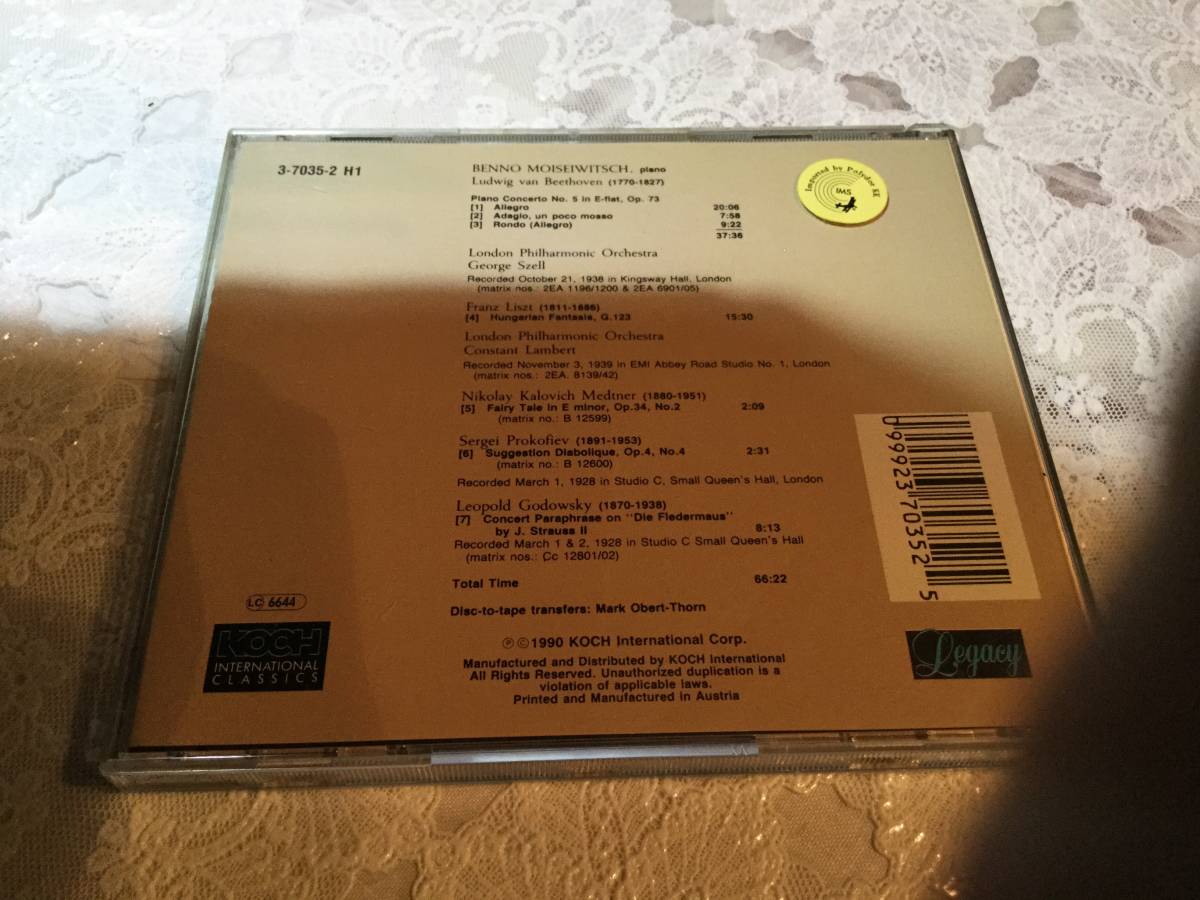 3-7035-2 H1
BENNO MOISEIWITSCH, piano
Ludwig van Beethoven (1770-1827)
Piano Concerto No. 5 in E-flat, Op. 73
[1] Allegro 20:06
[2] Adagio, un poco mosso 7:58
[3] Rondo (Allegro) 9:22
37:36
London Philharmonic Orchestra
George Szell
Recorded October 21, 1938 in Kingsway Hall, London
(matrix nos.: 2EA 1196/1200 & 2EA 6901/05)
Franz Liszt (1811-1886)
[4] Hungarian Fantasia, G.123 15:30
London Philharmonic Orchestra
Constant Lambert
Recorded November 3, 1939 in EMI Abbey Road Studio No. 1, London
(matrix nos.: 2EA. 8139/42)
Nikolay Kalovich Medtner (1880-1951)
[5] Fairy Tale in E minor, Op.34, No.2 2:09
(matrix no.: B 12599)
Sergei Prokofiev (1891-1953)
[6] Suggestion Diabolique, Op.4, No.4 2:31
(matrix no.: B 12600)
Recorded March 1, 1928 in Studio C, Small Queen's Hall, London
Leopold Godowsky (1870-1938)
[7] Concert Paraphrase on "Die Fledermaus"
by J. Strauss II 8:13
Recorded March 1 & 2, 1928 in Studio C Small Queen's Hall
(matrix nos.: Cc 12801/02)
Total Time 66:22
Disc-to-tape transfers: Mark Obert-Thorn
℗©1990 KOCH International Corp.
Manufactured and Distributed by KOCH International
All Rights Reserved. Unauthorized duplication is a
violation of applicable laws.
Printed and Manufactured in Austria
LC 6644
KOCH
INTERNATIONAL
CLASSICS
Imported by Polydor KK
IMS
0 99923 70352 5
Legacy